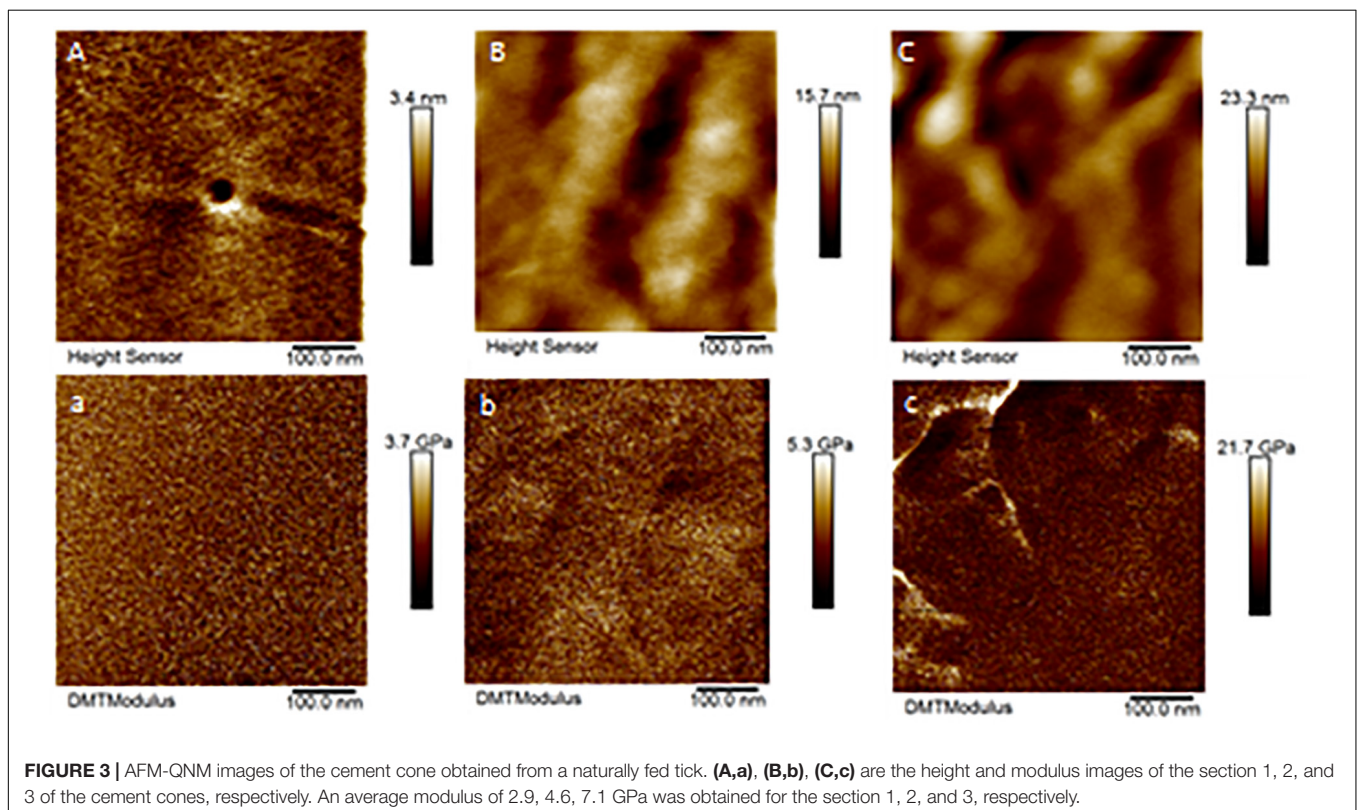 A
B
C
3.4 nm
15.7 nm
23.3 nm
Height Sensor
100.0 nm
Height Sensor
100.0 nm
Height Sensor
100.0 nm
a
b
c
3.7 GPa
5.3 GPa
21.7 GPa
DMTModulus
100.0 nm
DMTModulus
100.0 nm
DMTModulus
100.0 nm
FIGURE 3 | AFM-QNM images of the cement cone obtained from a naturally fed tick. (A,a), (B,b), (C,c) are the height and modulus images of the section 1, 2, and
3 of the cement cones, respectively. An average modulus of 2.9, 4.6, 7.1 GPa was obtained for the section 1, 2, and 3, respectively.